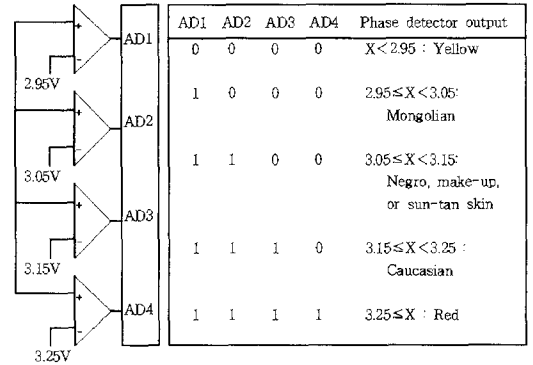 AD1 AD2 AD3 AD4 Phase detector output
0 0 0 0 X<2.95 : Yellow
1 0 0 0 2.95≤X<3.05:
Mongolian
1 1 0 0 3.05≤X<3.15:
Negro, make-up,
or sun-tan skin
1 1 1 0 3.15≤X<3.25 :
Caucasian
1 1 1 1 3.25≤X : Red
+
-
2.95V
AD1
+
-
3.05V
AD2
+
-
3.15V
AD3
+
-
3.25V
AD4